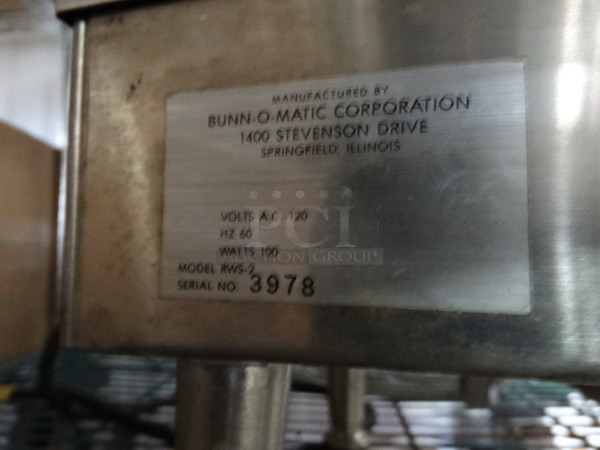 MANUFACTURED BY
BUNN-O-MATIC CORPORATION
1400 STEVENSON DRIVE
SPRINGFIELD, ILLINOIS
VOLTS A.C. 120
HZ 60
WATTS 100
MODEL RWS-2
SERIAL NO. 3978
PCI
AUCTION GROUP